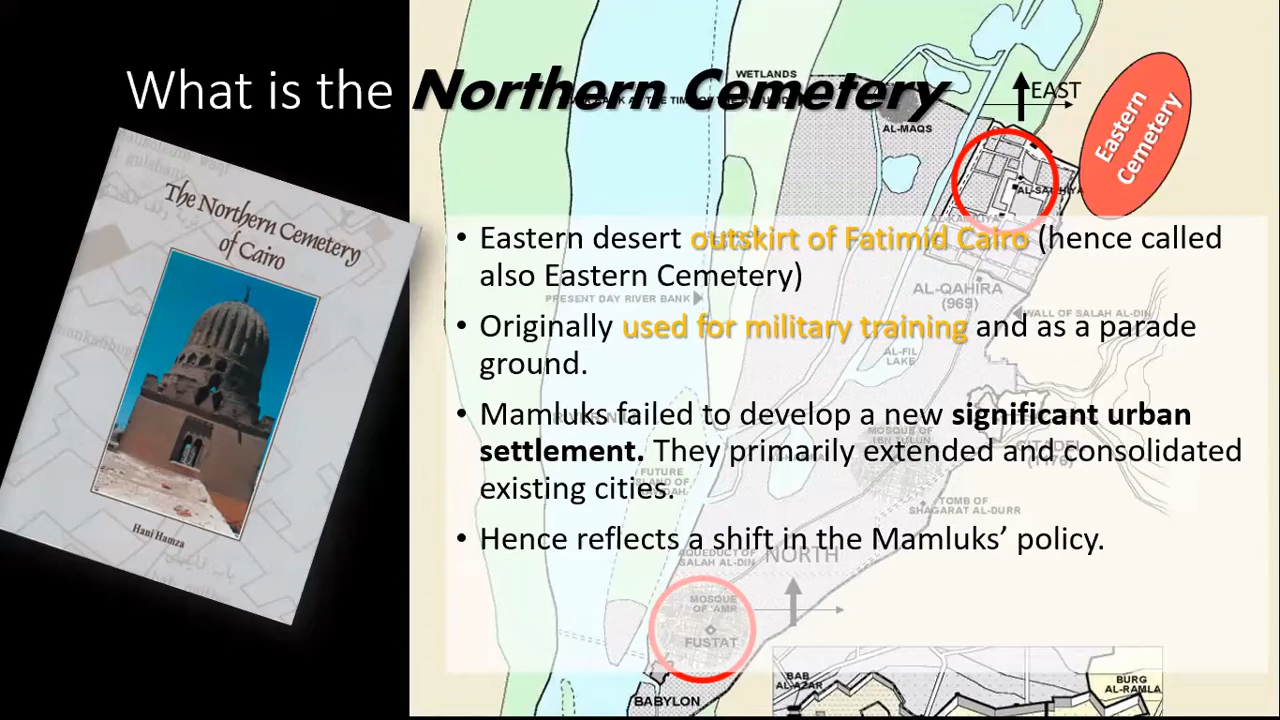 What is the Northern Cemetery
WETLANDS
AL-MAQS
EAST
Eastern
Cemetery
The Northern Cemetery
of Cairo
Hani Hamza
• Eastern desert outskirt of Fatimid Cairo (hence called
also Eastern Cemetery)
PRESENT DAY RIVER BANK
AL-QAHIRA
(969)
WALL OF SALAH AL-DIN
• Originally used for military training and as a parade
ground.
AL-FIL
LAKE
• Mamluks failed to develop a new significant urban
settlement. They primarily extended and consolidated
existing cities.
MOSQUE OF
IBN TULUN
TOMB OF
SHAGARAT AL-DURR
• Hence reflects a shift in the Mamluks’ policy.
AQUEDUCT OF
SALAH AL-DIN
NORTH
MOSQUE
OF 'AMR
FUSTAT
BABYLON
BAB
AL-AZAB
BURG
AL-RAMLA